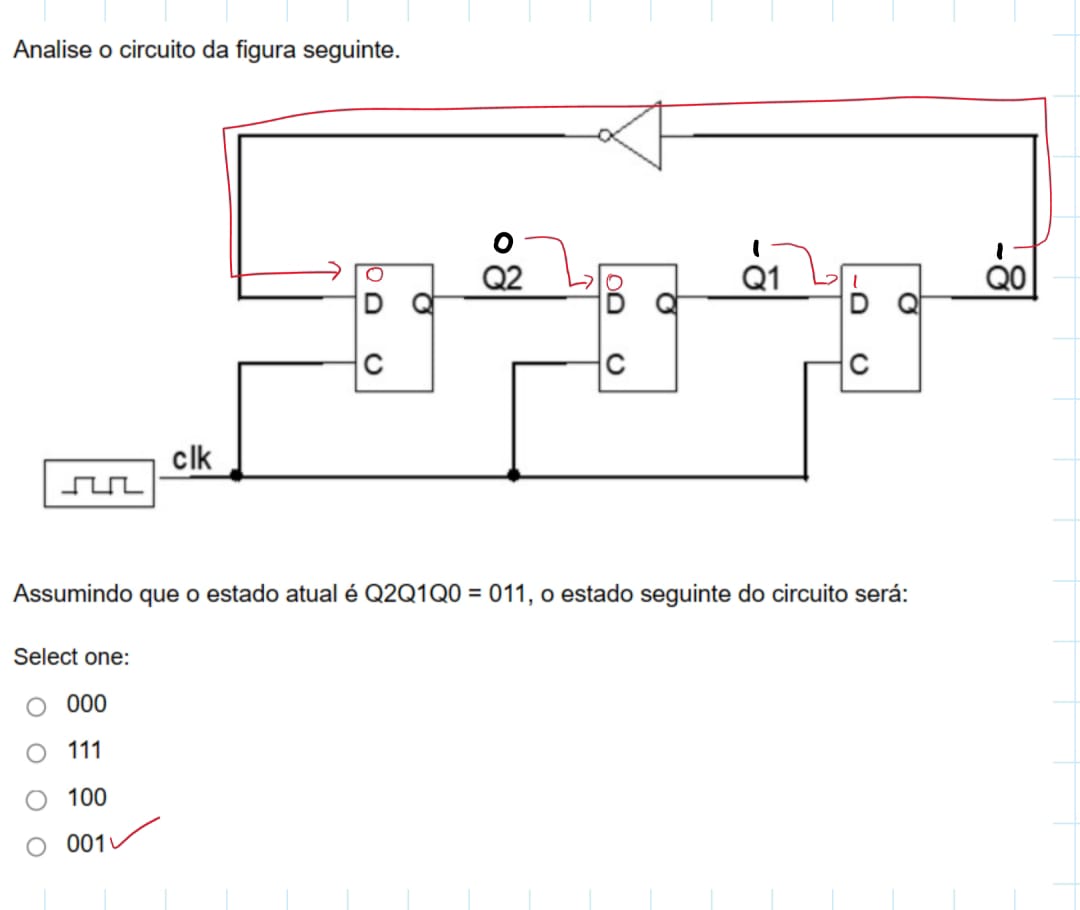 Analise o circuito da figura seguinte.
0 1 1
Q2 Q1 Q0
0 0 1
D Q D Q D Q
C C C
clk
Assumindo que o estado atual é Q2Q1Q0 = 011, o estado seguinte do circuito será:
Select one:
000
111
100
001